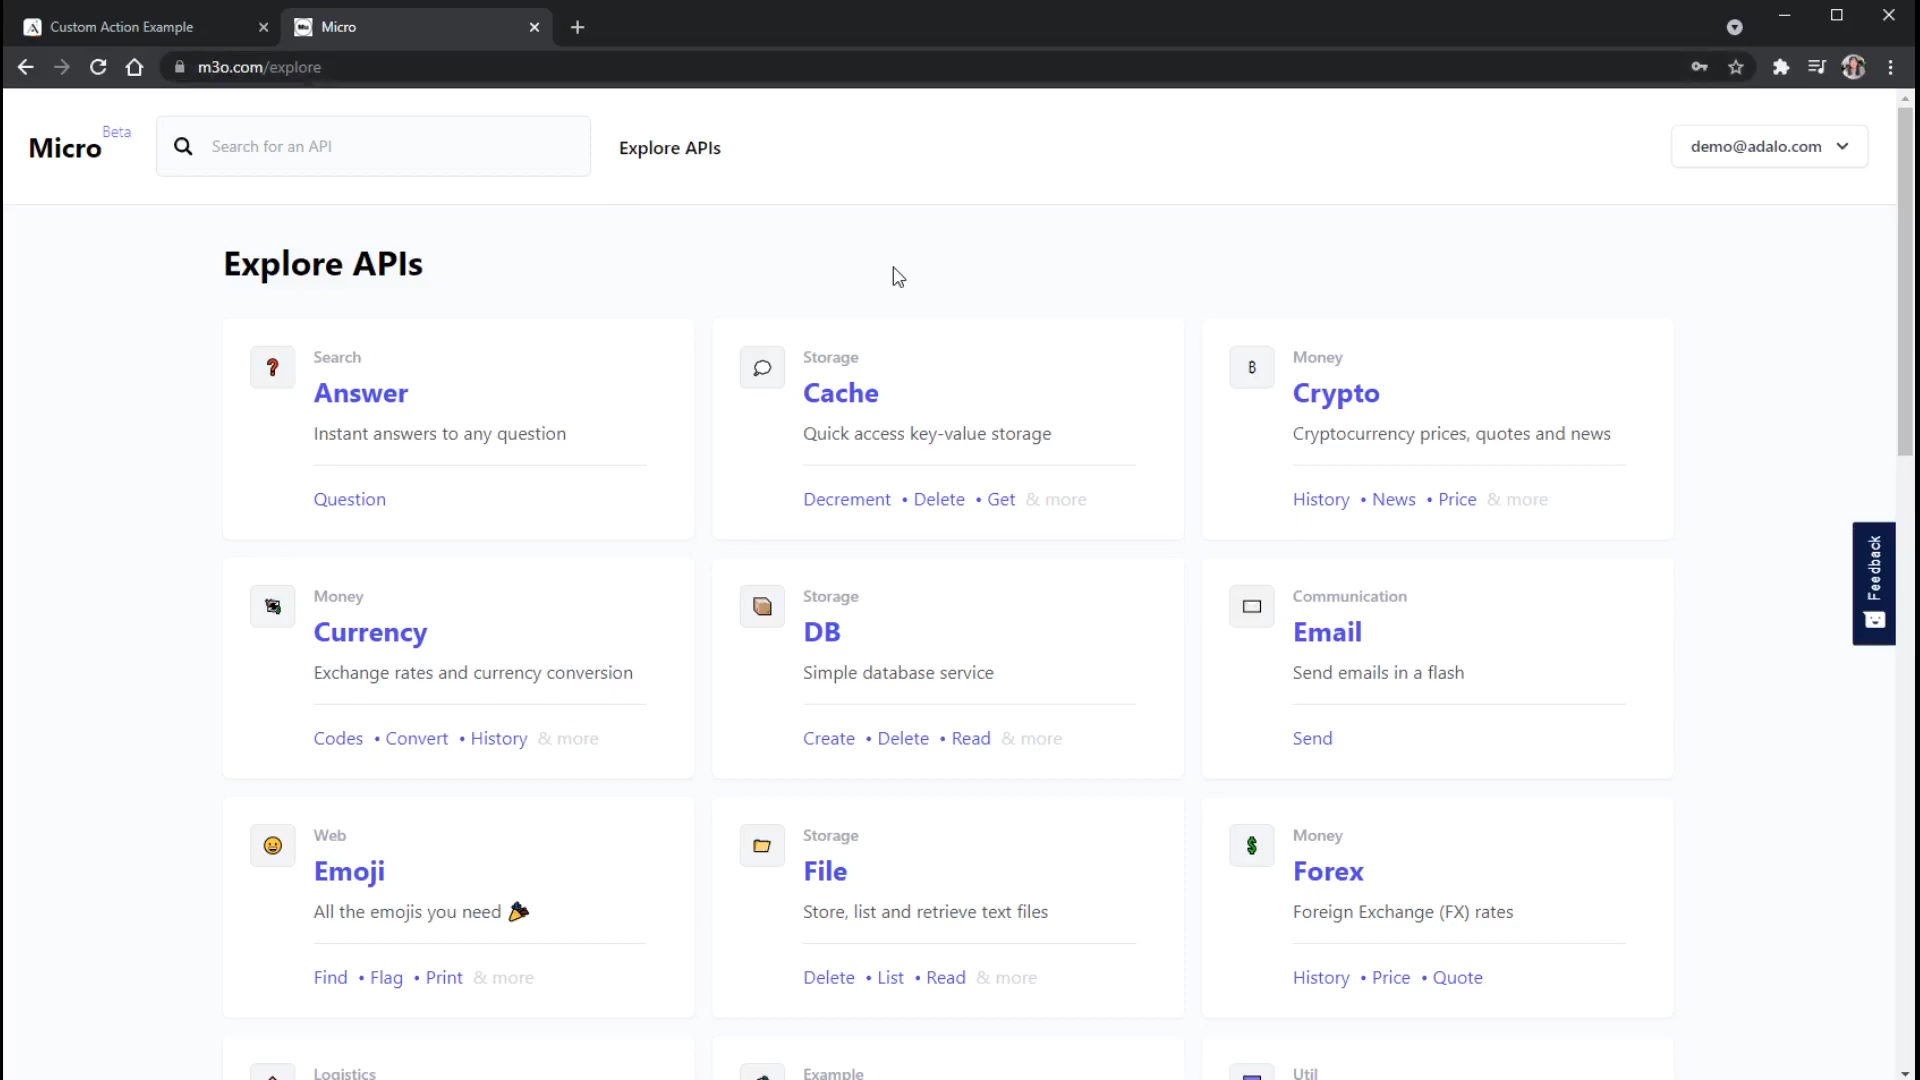 Custom Action Example
Micro
m3o.com/explore
Micro Beta
Search for an API
Explore APIs
demo@adalo.com
Explore APIs
Search
Answer
Instant answers to any question
Question
Storage
Cache
Quick access key-value storage
Decrement • Delete • Get & more
Money
Crypto
Cryptocurrency prices, quotes and news
History • News • Price & more
Feedback
Money
Currency
Exchange rates and currency conversion
Codes • Convert • History & more
Storage
DB
Simple database service
Create • Delete • Read & more
Communication
Email
Send emails in a flash
Send
Web
Emoji
All the emojis you need 🎉
Find • Flag • Print & more
Storage
File
Store, list and retrieve text files
Delete • List • Read & more
Money
Forex
Foreign Exchange (FX) rates
History • Price • Quote
Logistics
Example
Util